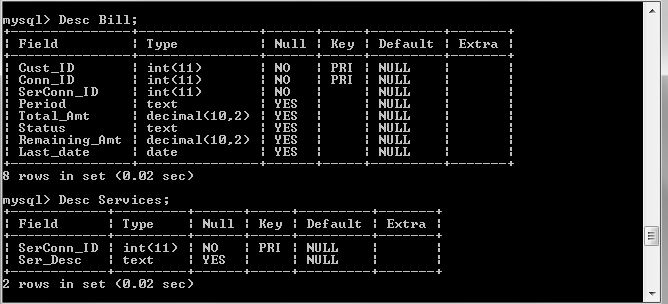 mysql> Desc Bill;
+---------------+---------------+------+-----+---------+-------+
| Field         | Type          | Null | Key | Default | Extra |
+---------------+---------------+------+-----+---------+-------+
| Cust_ID       | int(11)       | NO   | PRI | NULL    |       |
| Conn_ID       | int(11)       | NO   | PRI | NULL    |       |
| SerConn_ID    | int(11)       | NO   |     | NULL    |       |
| Period        | text          | YES  |     | NULL    |       |
| Total_Amt     | decimal(10,2) | YES  |     | NULL    |       |
| Status        | text          | YES  |     | NULL    |       |
| Remaining_Amt | decimal(10,2) | YES  |     | NULL    |       |
| Last_date     | date          | YES  |     | NULL    |       |
+---------------+---------------+------+-----+---------+-------+
8 rows in set (0.02 sec)
mysql> Desc Services;
+------------+---------+------+-----+---------+-------+
| Field      | Type    | Null | Key | Default | Extra |
+------------+---------+------+-----+---------+-------+
| SerConn_ID | int(11) | NO   | PRI | NULL    |       |
| Ser_Desc   | text    | YES  |     | NULL    |       |
+------------+---------+------+-----+---------+-------+
2 rows in set (0.02 sec)